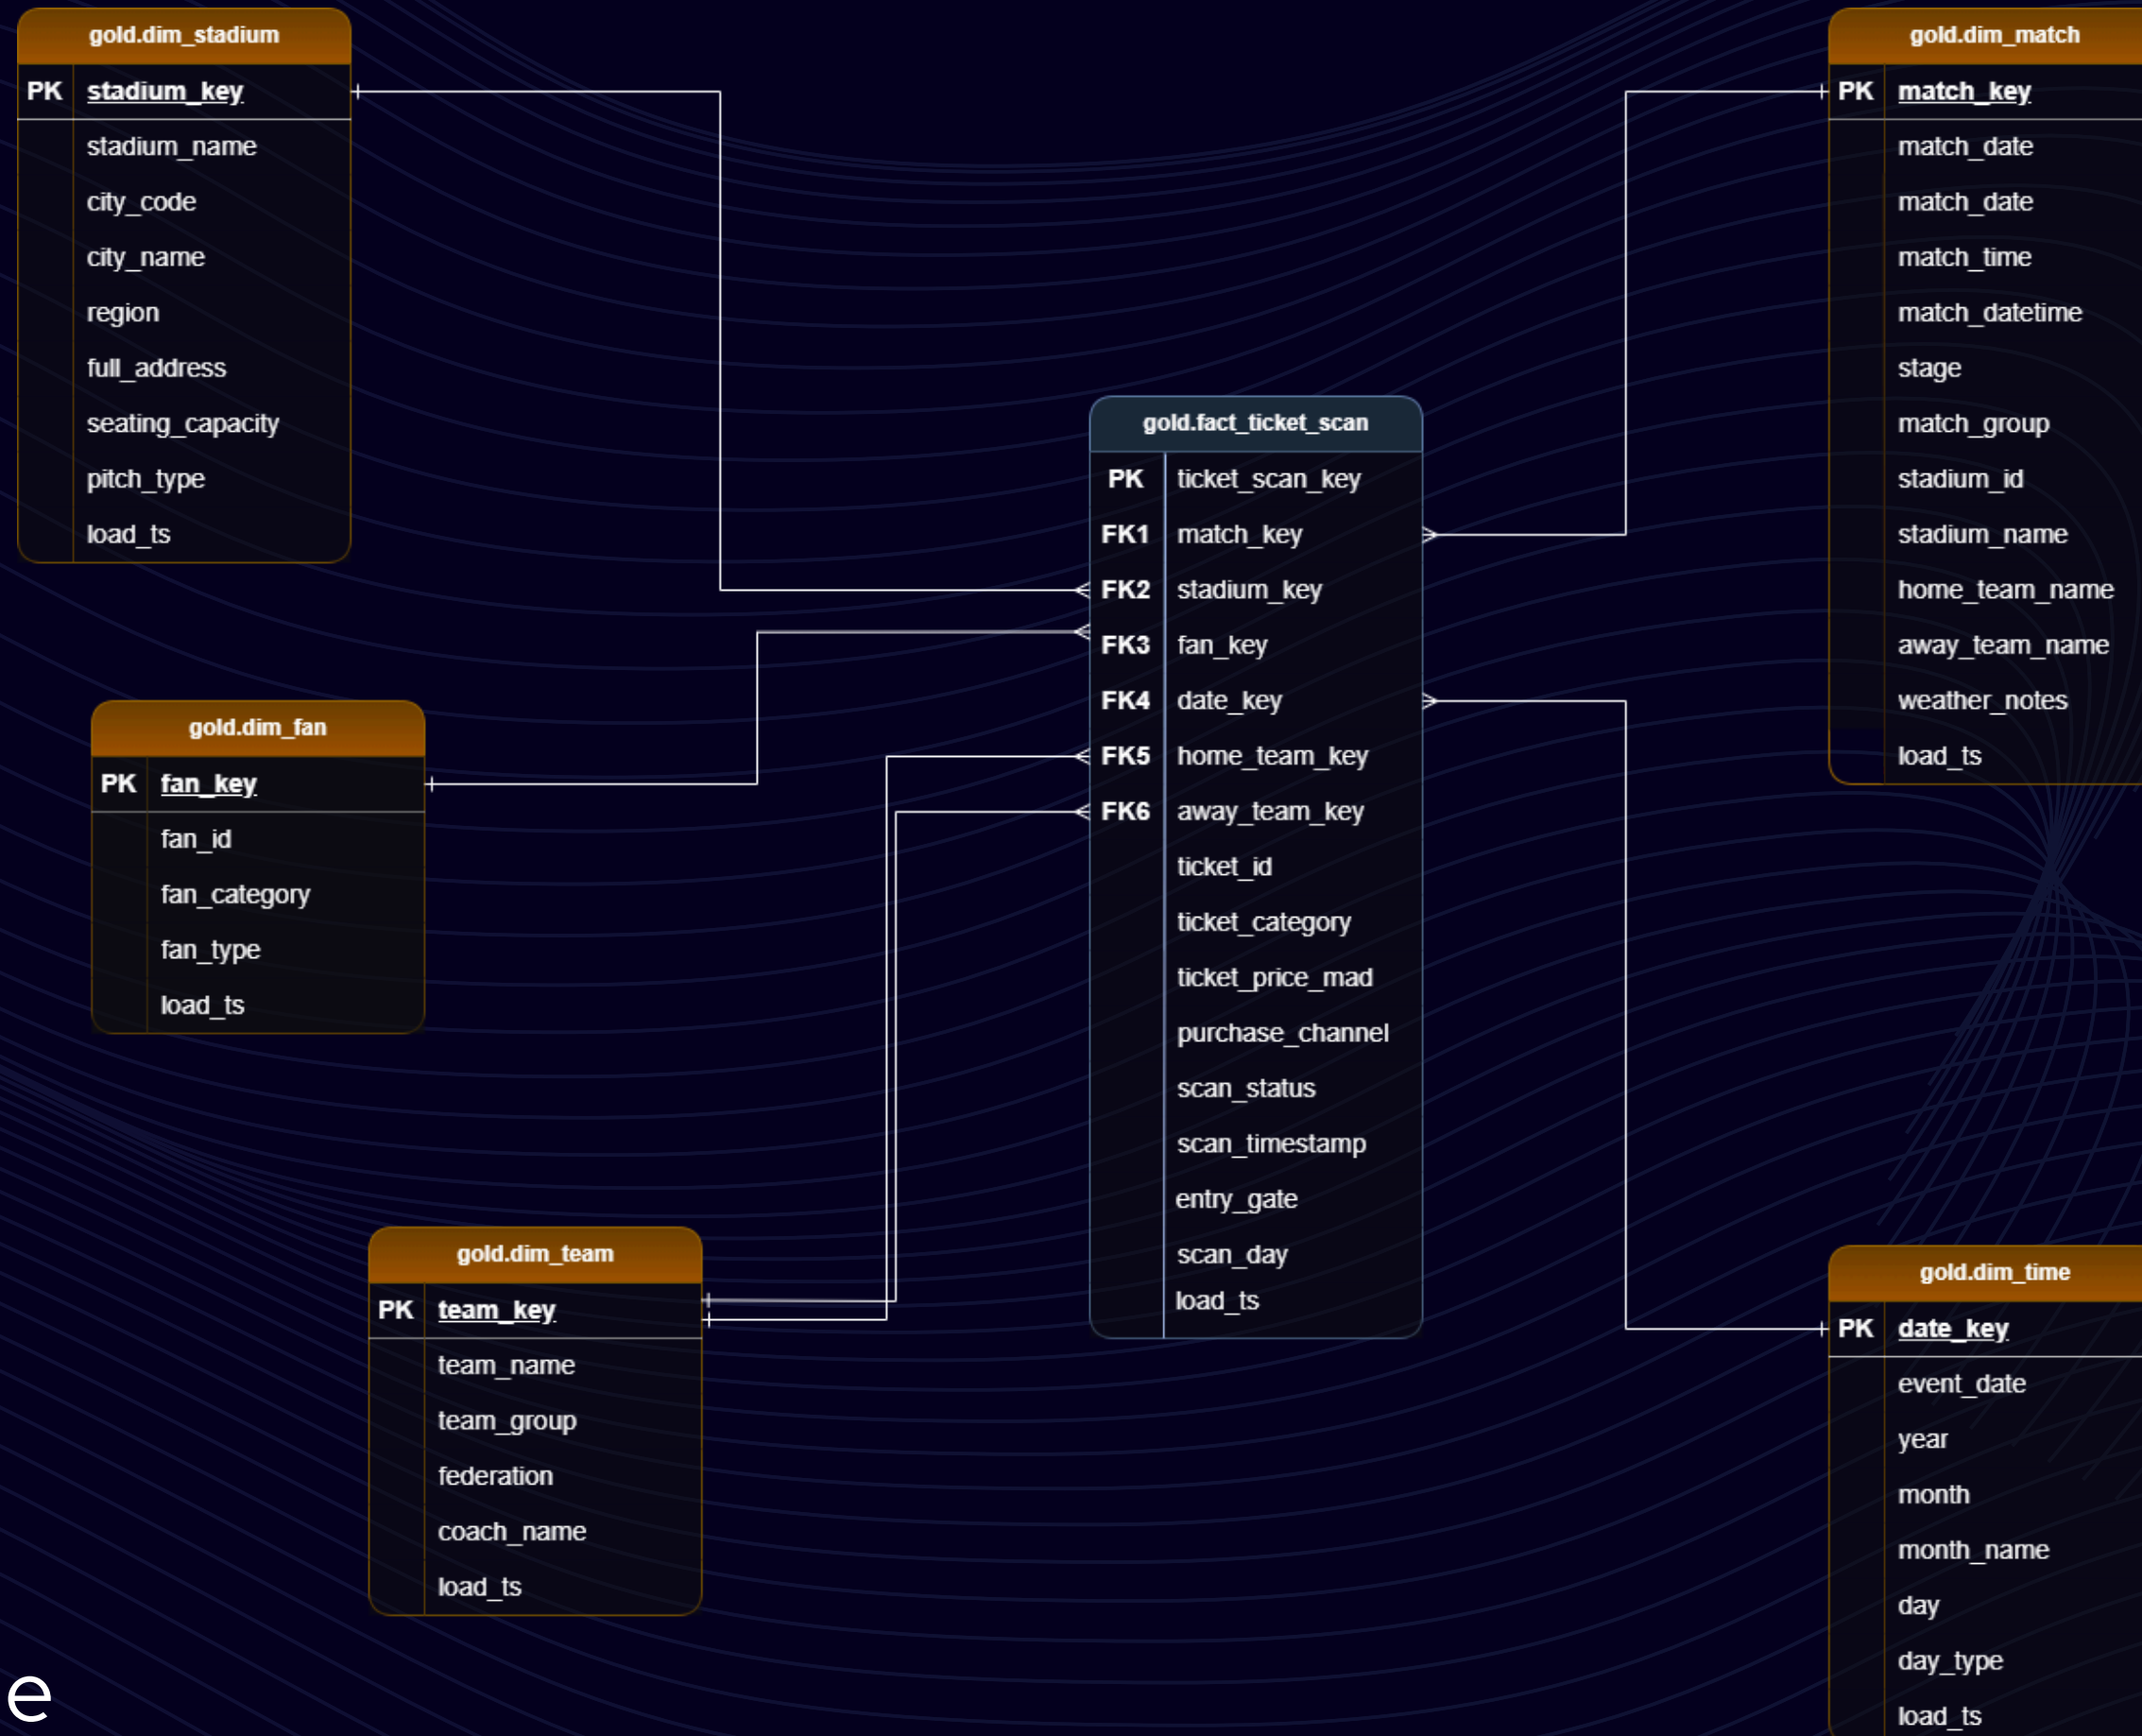 gold.dim_stadium
PK stadium_key
stadium_name
city_code
city_name
region
full_address
seating_capacity
pitch_type
load_ts
gold.dim_fan
PK fan_key
fan_id
fan_category
fan_type
load_ts
gold.dim_team
PK team_key
team_name
team_group
federation
coach_name
load_ts
gold.fact_ticket_scan
PK ticket_scan_key
FK1 match_key
FK2 stadium_key
FK3 fan_key
FK4 date_key
FK5 home_team_key
FK6 away_team_key
ticket_id
ticket_category
ticket_price_mad
purchase_channel
scan_status
scan_timestamp
entry_gate
scan_day
load_ts
gold.dim_match
PK match_key
match_date
match_date
match_time
match_datetime
stage
match_group
stadium_id
stadium_name
home_team_name
away_team_name
weather_notes
load_ts
gold.dim_time
PK date_key
event_date
year
month
month_name
day
day_type
load_ts
e